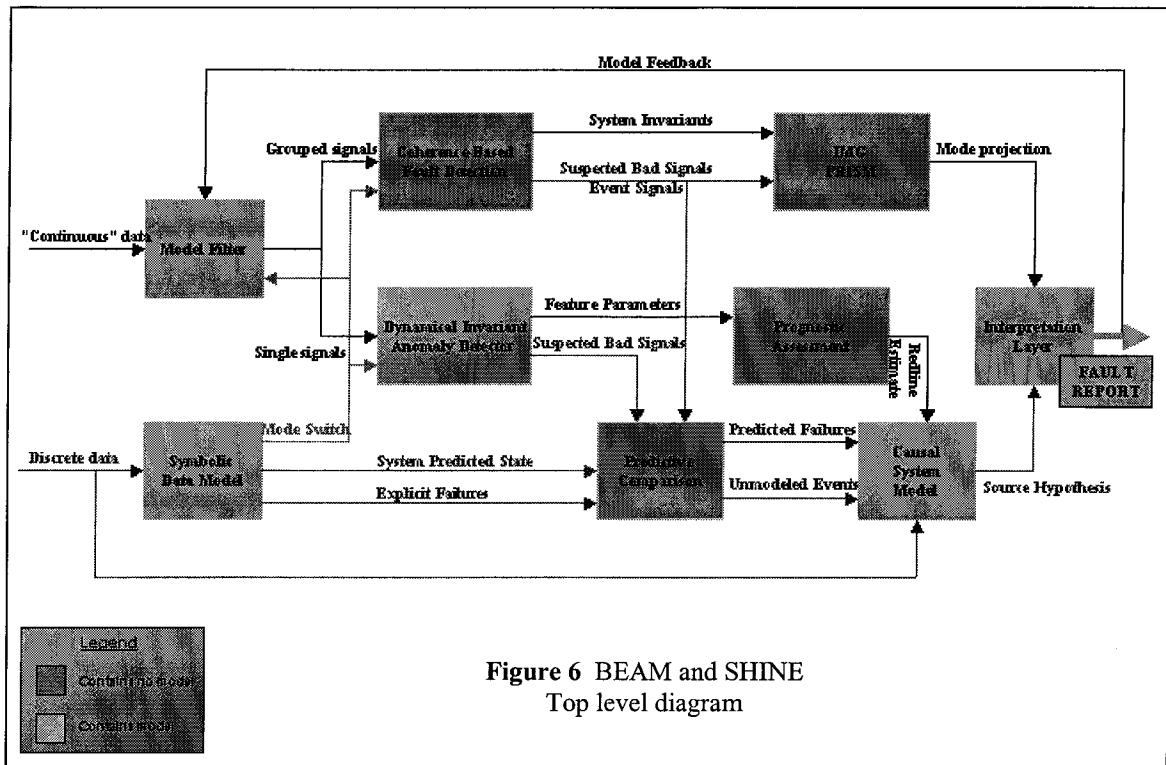 Model Feedback
Grouped signals
Coherence Based
Fault Detection
System Invariants
Suspected Bad Signals
Event Signals
IMG
PRISM
Mode projection
"Continuous" data
Model Filter
Dynamical Invariant
Anomaly Detector
Feature Parameters
Suspected Bad Signals
Prognostic
Assessment
Redline
Estimate
Interpretation
Layer
FAULT
REPORT
Single signals
Mode Switch
Discrete data
Symbolic
Data Model
System Predicted State
Explicit Failures
Predictive
Comparison
Predicted Failures
Unmodeled Events
Causal
System
Model
Source Hypothesis
Legend
Contains no model
Contains model
Figure 6 BEAM and SHINE
Top level diagram